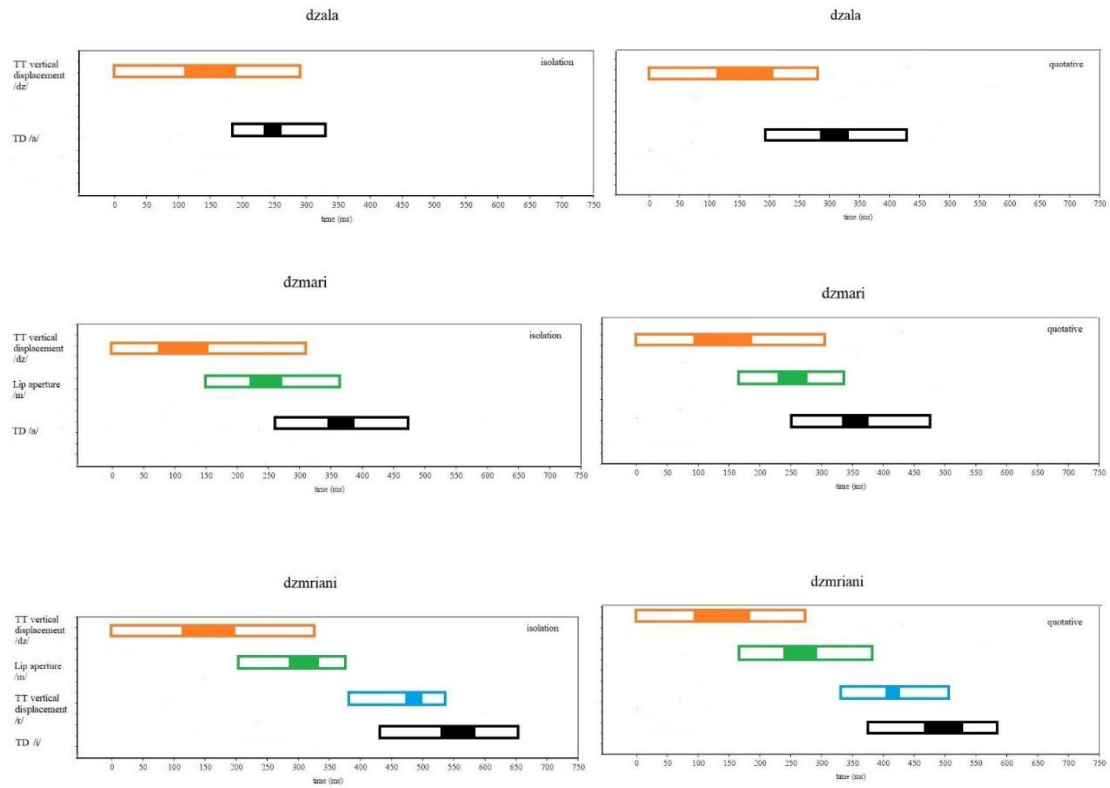 dzala
TT vertical
displacement
/dz/
TD /a/
isolation
0 50 100 150 200 250 300 350 400 450 500 550 600 650 700 750
time (ms)
dzala
quotative
0 50 100 150 200 250 300 350 400 450 500 550 600 650 700 750
time (ms)
dzmari
TT vertical
displacement
/dz/
Lip aperture
/m/
TD /a/
isolation
0 50 100 150 200 250 300 350 400 450 500 550 600 650 700 750
time (ms)
dzmari
quotative
0 50 100 150 200 250 300 350 400 450 500 550 600 650 700 750
time (ms)
dzmriani
TT vertical
displacement
/dz/
Lip aperture
/m/
TT vertical
displacement
/r/
TD /i/
isolation
0 50 100 150 200 250 300 350 400 450 500 550 600 650 700 750
time (ms)
dzmriani
quotative
0 50 100 150 200 250 300 350 400 450 500 550 600 650 700 750
time (ms)